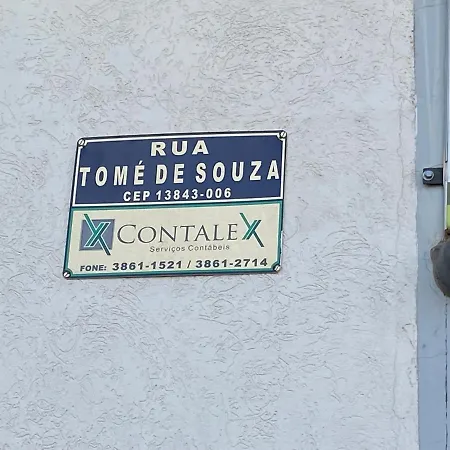 RUA
TOMÉ DE SOUZA
CEP 13843-006
CONTALEX
Serviços Contábeis
FONE: 3861-1521 / 3861-2714